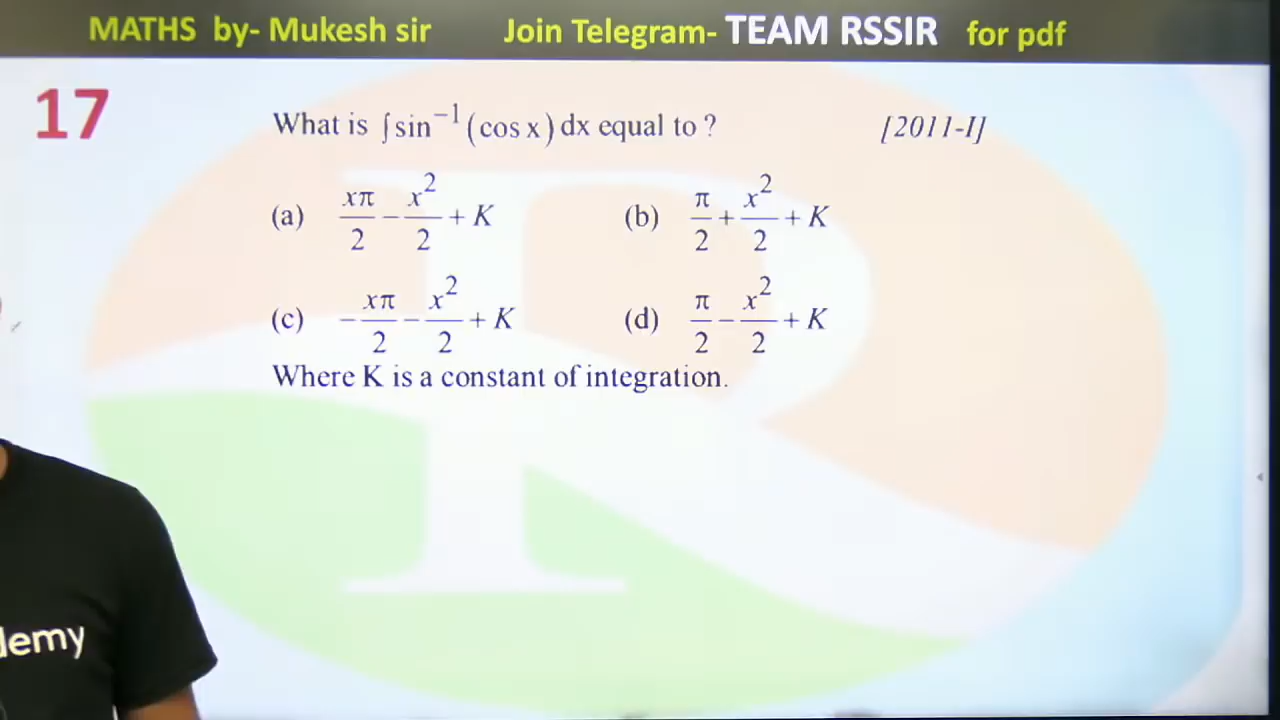 MATHS by- Mukesh sir Join Telegram- TEAM RSSIR for pdf
17
What is ∫sin⁻¹(cos x)dx equal to ? [2011-I]
(a) xπ/2 − x²/2 + K (b) π/2 + x²/2 + K
(c) −xπ/2 − x²/2 + K (d) π/2 − x²/2 + K
Where K is a constant of integration.
demy